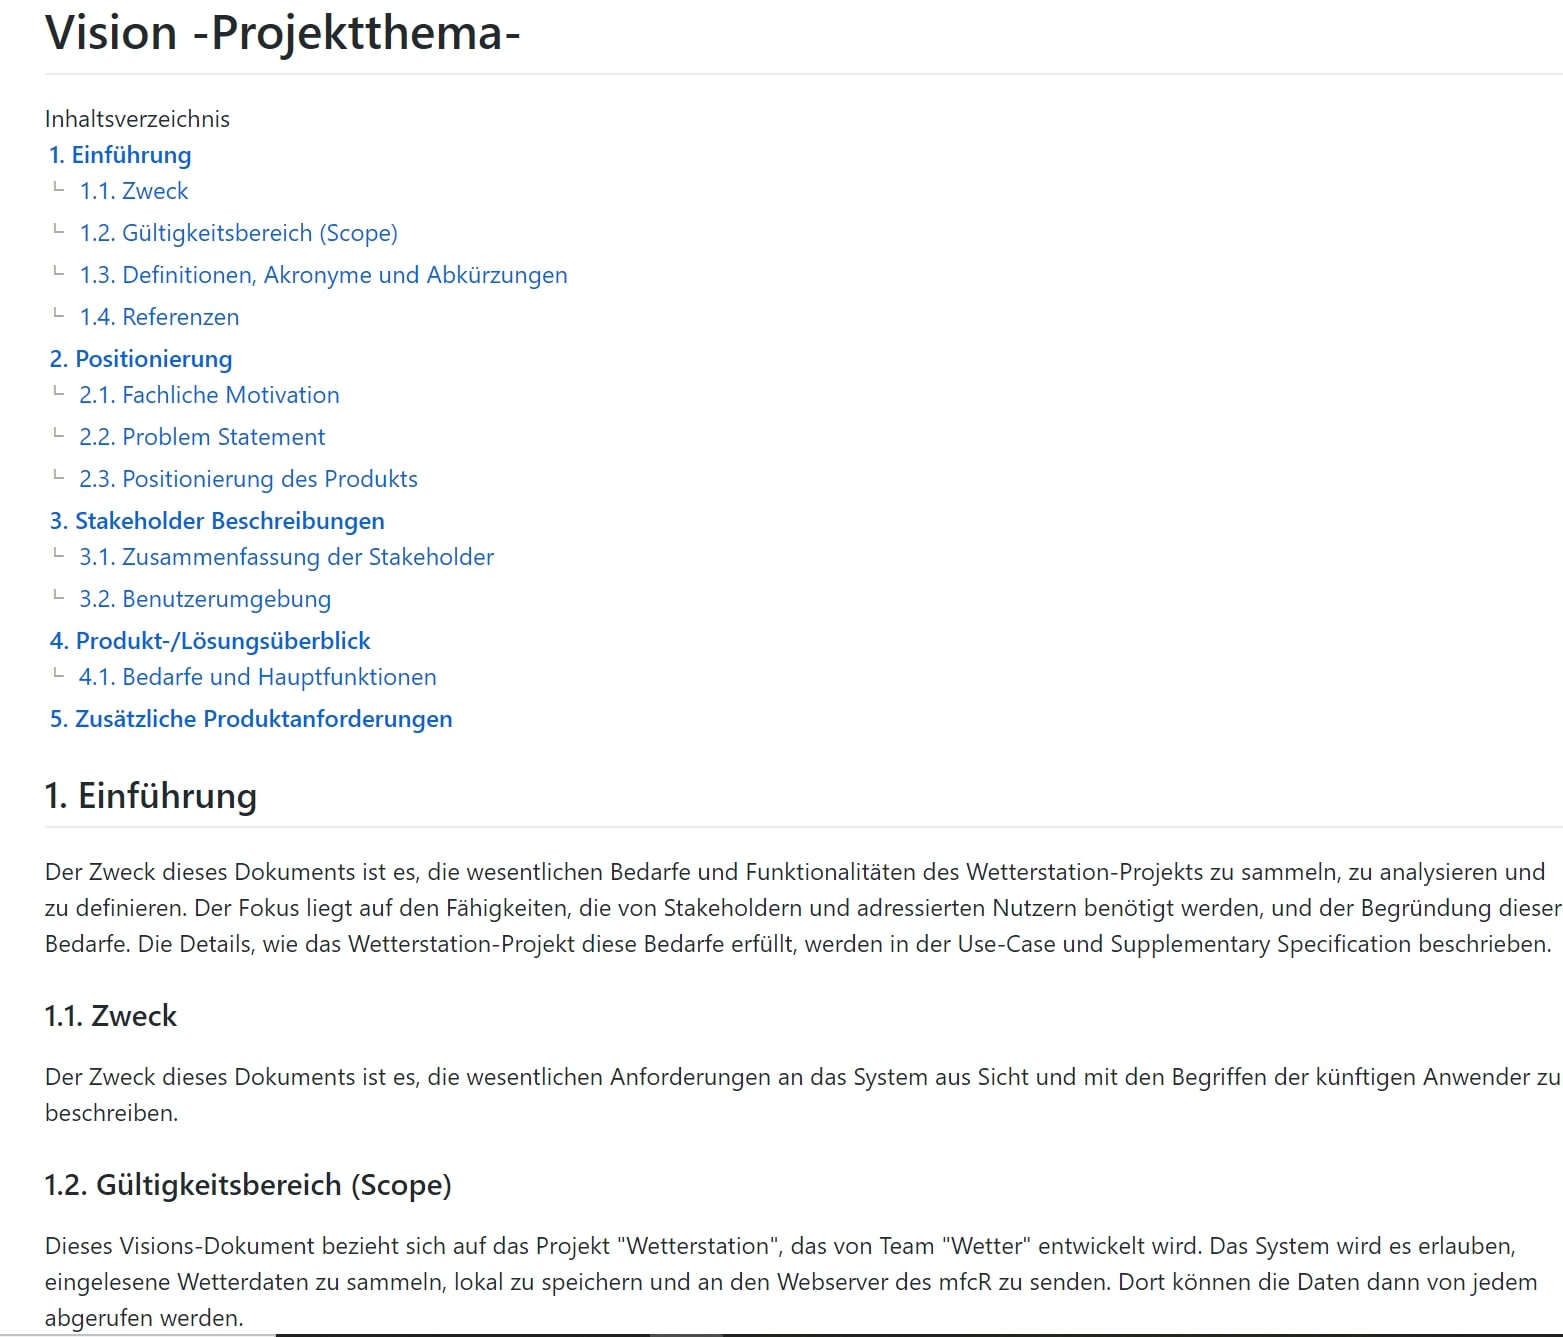 Vision -Projektthema-
Inhaltsverzeichnis
1. Einführung
1.1. Zweck
1.2. Gültigkeitsbereich (Scope)
1.3. Definitionen, Akronyme und Abkürzungen
1.4. Referenzen
2. Positionierung
2.1. Fachliche Motivation
2.2. Problem Statement
2.3. Positionierung des Produkts
3. Stakeholder Beschreibungen
3.1. Zusammenfassung der Stakeholder
3.2. Benutzerumgebung
4. Produkt-/Lösungsüberblick
4.1. Bedarfe und Hauptfunktionen
5. Zusätzliche Produktanforderungen
1. Einführung
Der Zweck dieses Dokuments ist es, die wesentlichen Bedarfe und Funktionalitäten des Wetterstation-Projekts zu sammeln, zu analysieren und
zu definieren. Der Fokus liegt auf den Fähigkeiten, die von Stakeholdern und adressierten Nutzern benötigt werden, und der Begründung dieser
Bedarfe. Die Details, wie das Wetterstation-Projekt diese Bedarfe erfüllt, werden in der Use-Case und Supplementary Specification beschrieben.
1.1. Zweck
Der Zweck dieses Dokuments ist es, die wesentlichen Anforderungen an das System aus Sicht und mit den Begriffen der künftigen Anwender zu
beschreiben.
1.2. Gültigkeitsbereich (Scope)
Dieses Visions-Dokument bezieht sich auf das Projekt "Wetterstation", das von Team "Wetter" entwickelt wird. Das System wird es erlauben,
eingelesene Wetterdaten zu sammeln, lokal zu speichern und an den Webserver des mfcR zu senden. Dort können die Daten dann von jedem
abgerufen werden.